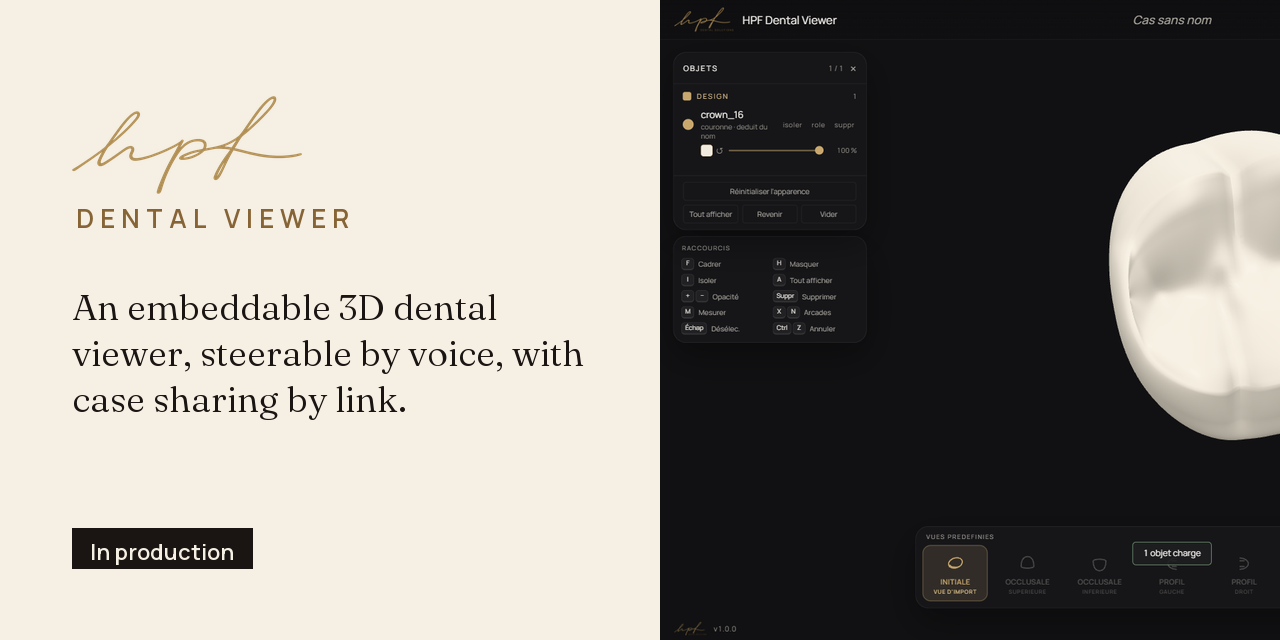 hpf
DENTAL VIEWER
An embeddable 3D dental
viewer, steerable by voice, with
case sharing by link.
In production
hpf HPF Dental Viewer
Cas sans nom
OBJETS 1 / 1 ×
DESIGN 1
crown_16
couronne · deduit du
nom
isoler role suppr
100 %
Réinitialiser l'apparence
Tout afficher Revenir Vider
RACCOURCIS
F Cadrer H Masquer
I Isoler A Tout afficher
+ − Opacité Suppr Supprimer
M Mesurer X N Arcades
Échap Désélec. Ctrl Z Annuler
VUES PREDEFINIES
1 objet charge
INITIALE OCCLUSALE OCCLUSALE PROFIL PROFIL
VUE D'IMPORT SUPERIEURE INFERIEURE GAUCHE DROIT
hpf v1.0.0